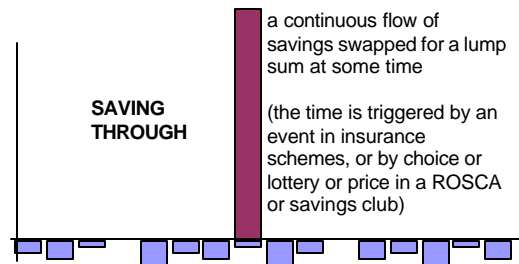 a continuous flow of
savings swapped for a lump
sum at some time
SAVING
THROUGH
(the time is triggered by an
event in insurance
schemes, or by choice or
lottery or price in a ROSCA
or savings club)